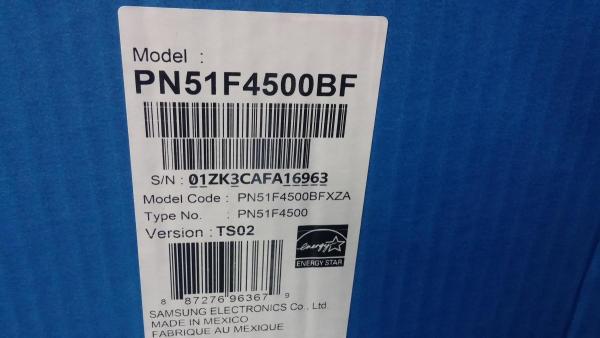 Model :
PN51F4500BF
S/N : 01ZK3CAFA16963
Model Code : PN51F4500BFXZA
Type No. : PN51F4500
Version : TS02
energy
ENERGY STAR
8 87276 96367 9
SAMSUNG ELECTRONICS Co., Ltd.
MADE IN MEXICO
FABRIQUE AU MEXIQUE